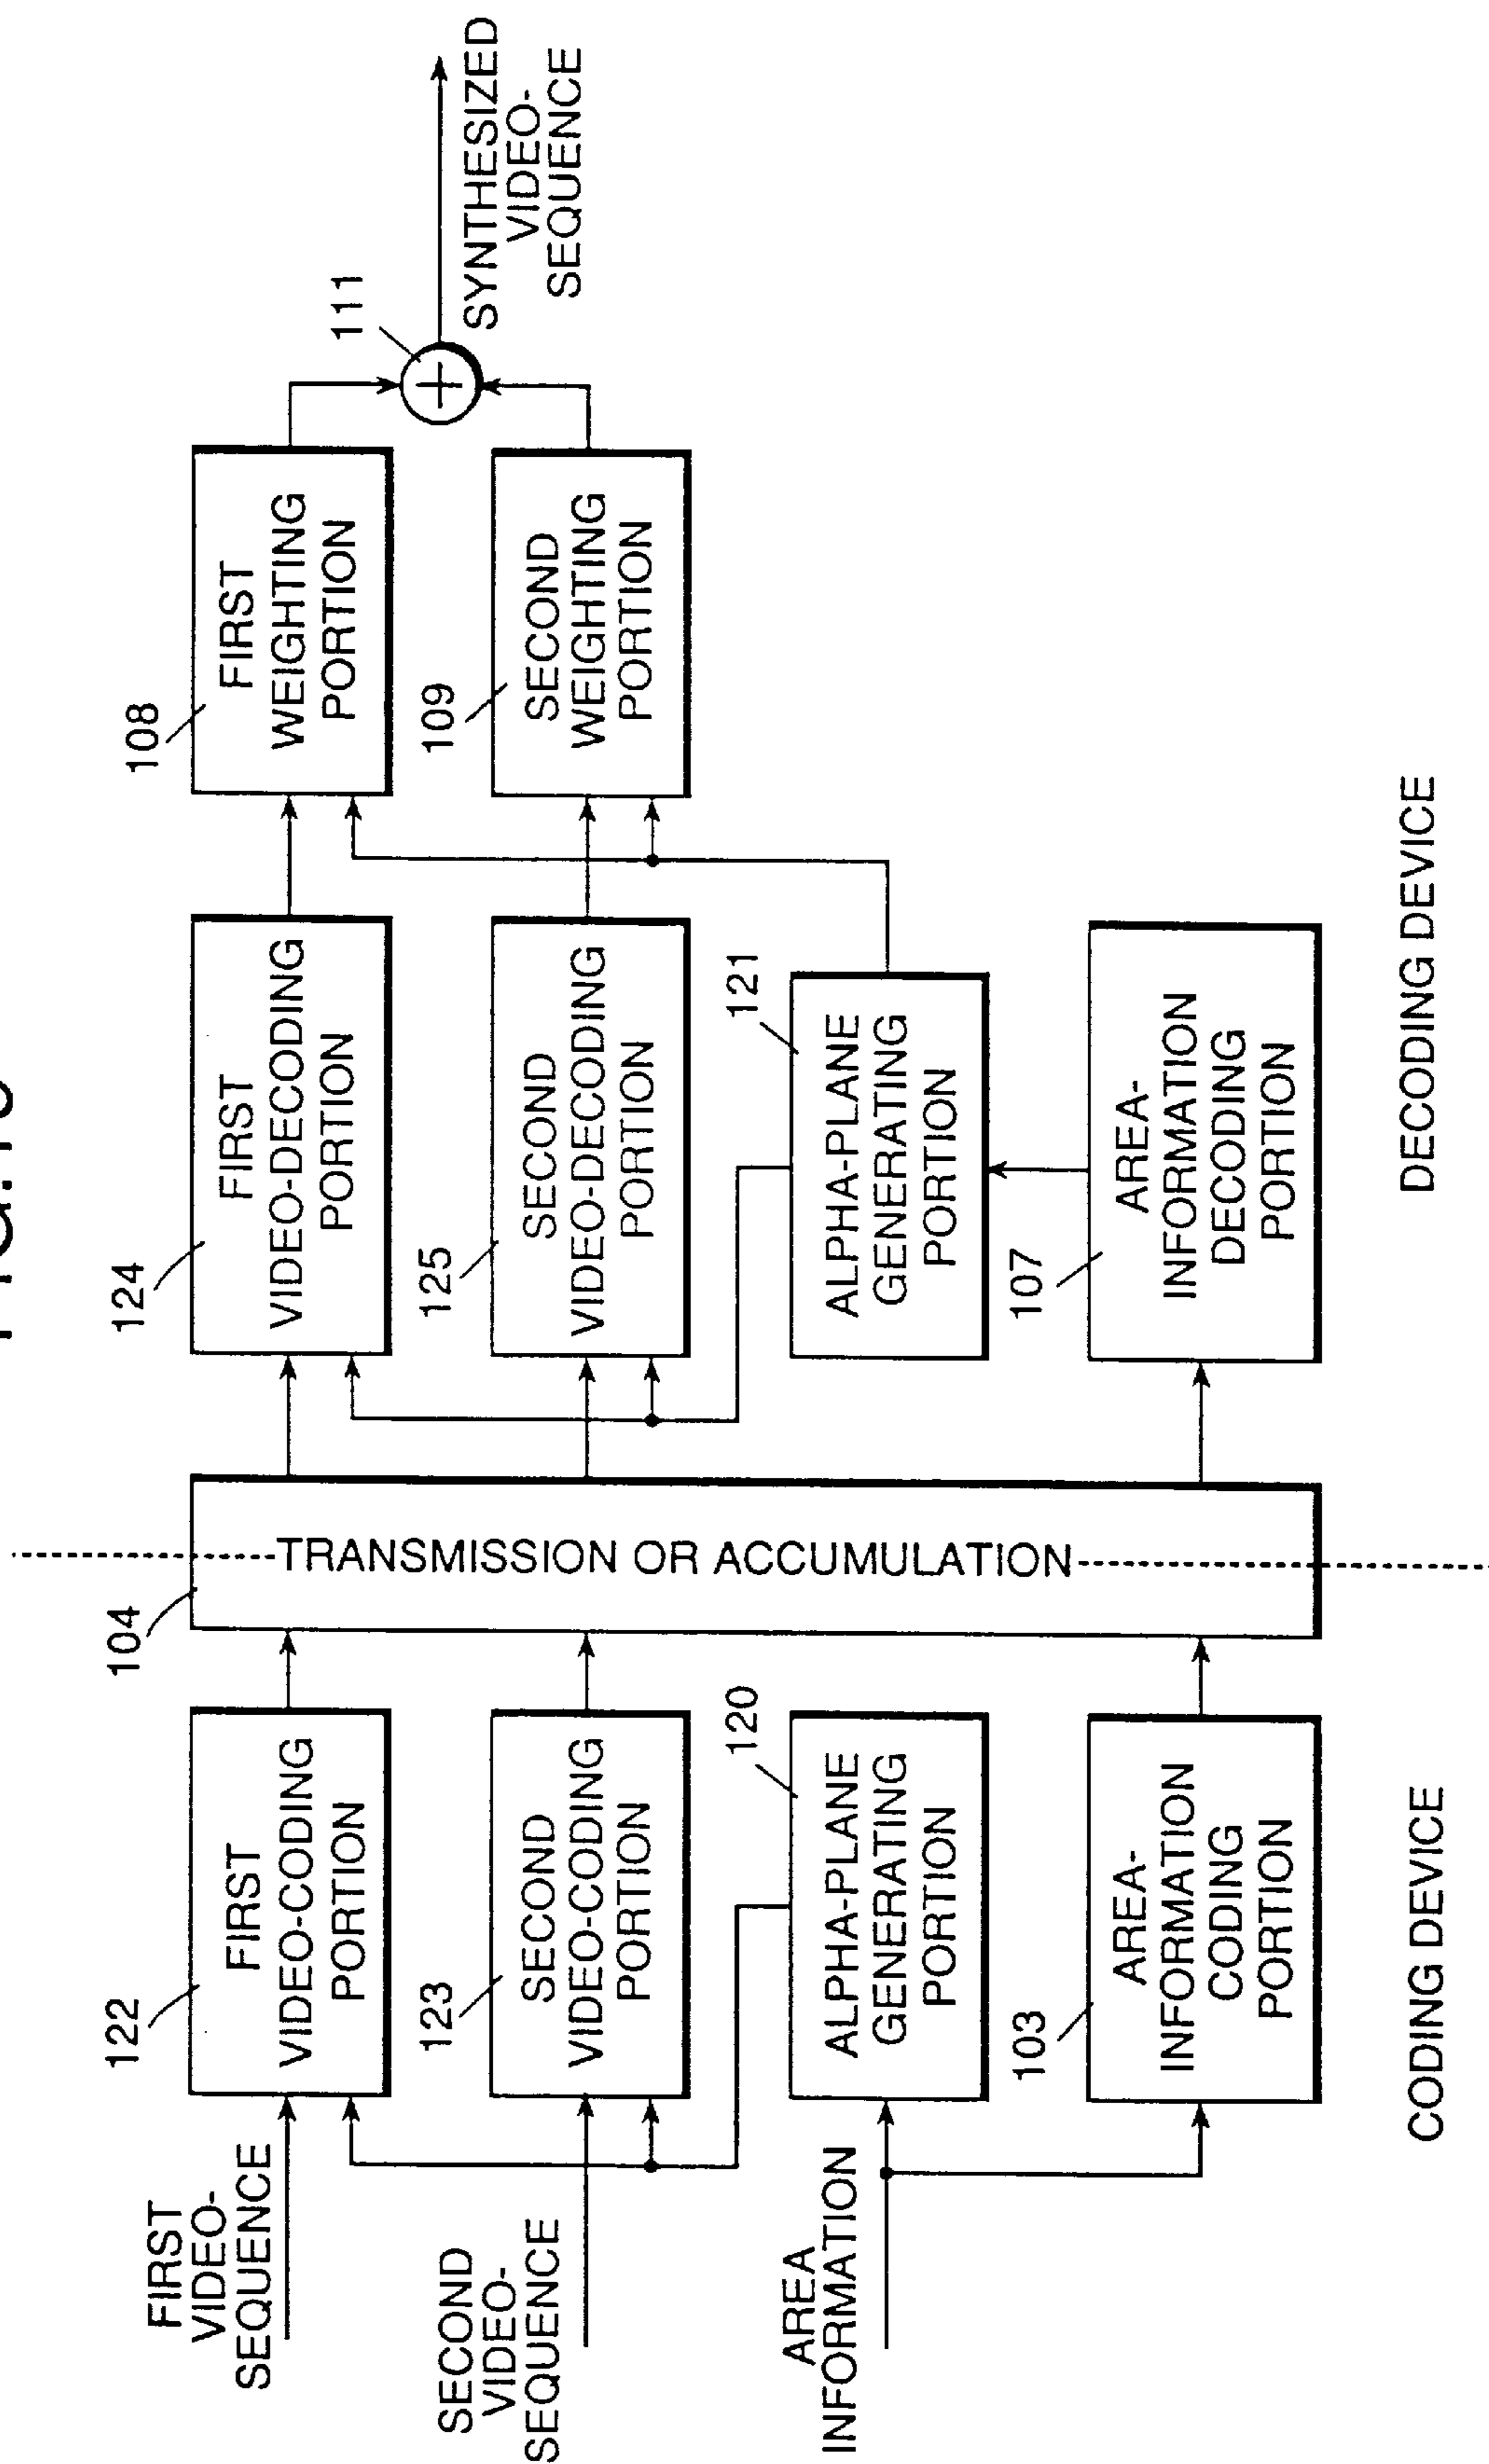 FIRST
VIDEO-
SEQUENCE
122
FIRST
VIDEO-CODING
PORTION
104
124
FIRST
VIDEO-DECODING
PORTION
108
FIRST
WEIGHTING
PORTION
111
SYNTHESIZED
VIDEO-
SEQUENCE
SECOND
VIDEO-
SEQUENCE
123
SECOND
VIDEO-CODING
PORTION
TRANSMISSION OR ACCUMULATION
125
SECOND
VIDEO-DECODING
PORTION
109
SECOND
WEIGHTING
PORTION
AREA
INFORMATION
120
ALPHA-PLANE
GENERATING
PORTION
121
ALPHA-PLANE
GENERATING
PORTION
103
AREA-
INFORMATION
CODING
PORTION
107
AREA-
INFORMATION
DECODING
PORTION
CODING DEVICE
DECODING DEVICE